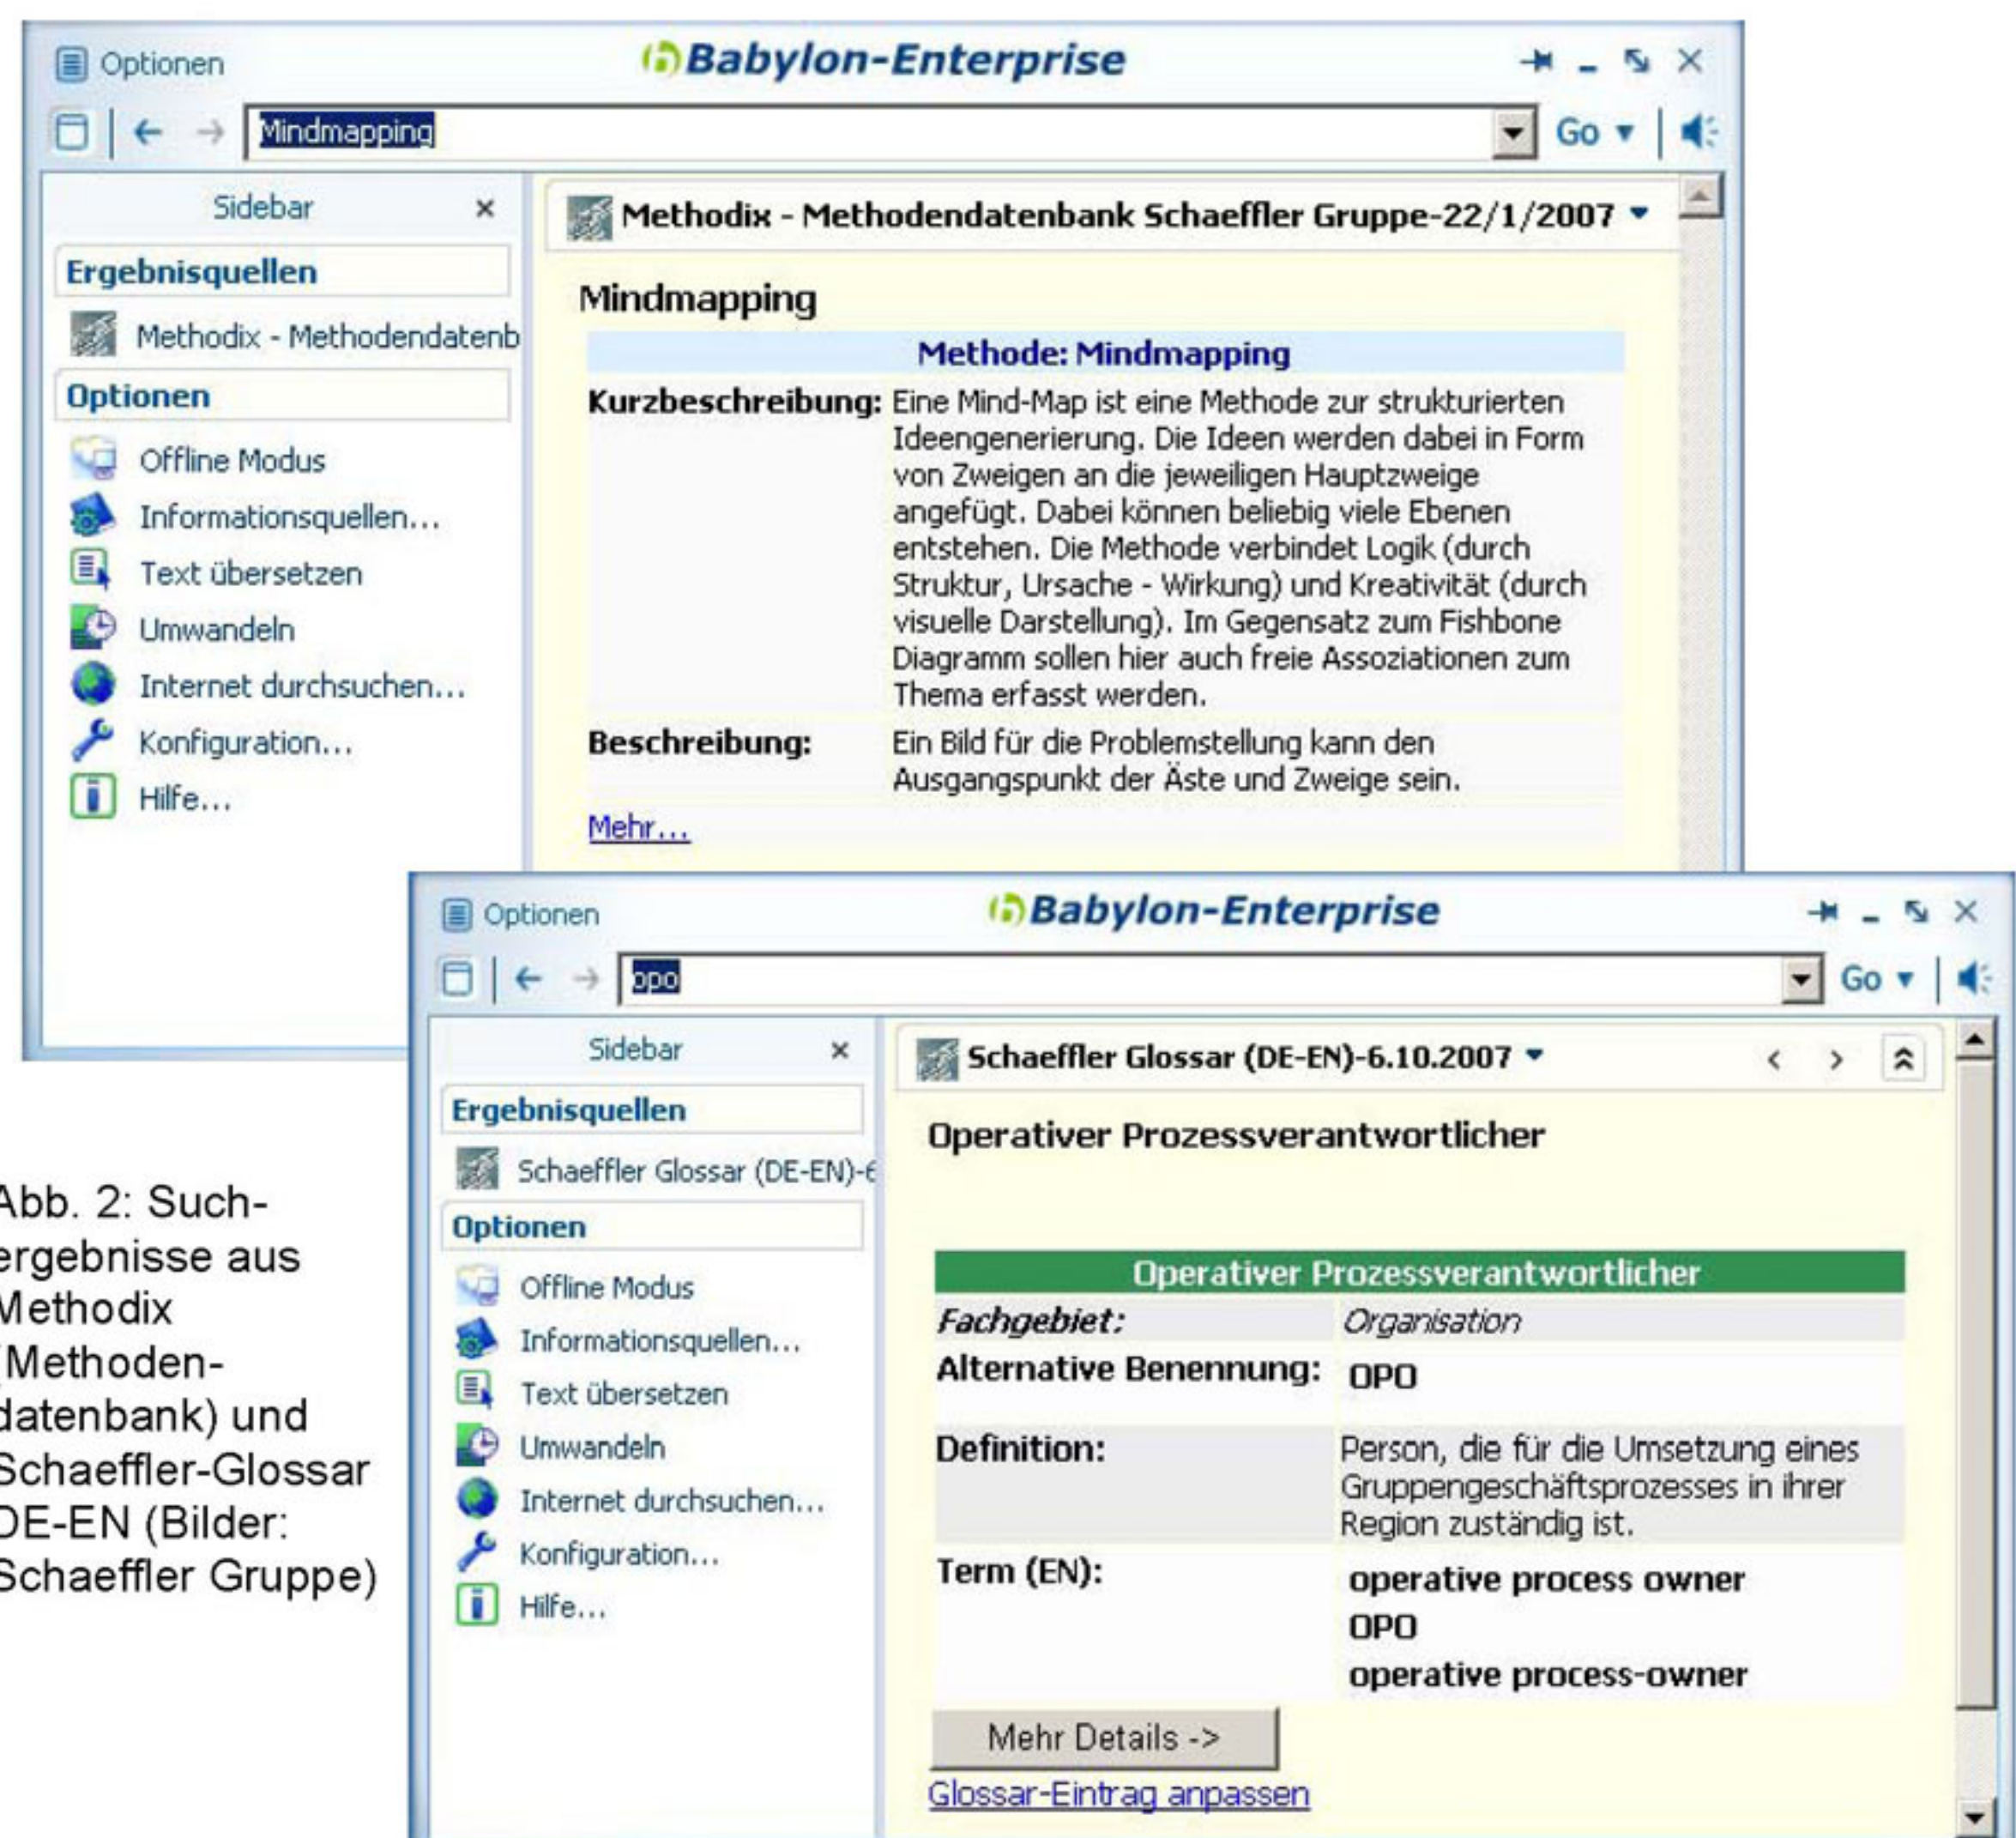 Optionen
Babylon-Enterprise
Mindmapping
Go
Sidebar
Ergebnisquellen
Methodix - Methodendatenb
Optionen
Offline Modus
Informationsquellen...
Text übersetzen
Umwandeln
Internet durchsuchen...
Konfiguration...
Hilfe...
Methodix - Methodendatenbank Schaeffler Gruppe-22/1/2007
Mindmapping
Methode: Mindmapping
Kurzbeschreibung: Eine Mind-Map ist eine Methode zur strukturierten
Ideengenerierung. Die Ideen werden dabei in Form
von Zweigen an die jeweiligen Hauptzweige
angefügt. Dabei können beliebig viele Ebenen
entstehen. Die Methode verbindet Logik (durch
Struktur, Ursache - Wirkung) und Kreativität (durch
visuelle Darstellung). Im Gegensatz zum Fishbone
Diagramm sollen hier auch freie Assoziationen zum
Thema erfasst werden.
Beschreibung: Ein Bild für die Problemstellung kann den
Ausgangspunkt der Äste und Zweige sein.
Mehr...
Optionen
Babylon-Enterprise
opo
Go
Sidebar
Ergebnisquellen
Schaeffler Glossar (DE-EN)-6
Optionen
Offline Modus
Informationsquellen...
Text übersetzen
Umwandeln
Internet durchsuchen...
Konfiguration...
Hilfe...
Schaeffler Glossar (DE-EN)-6.10.2007
Operativer Prozessverantwortlicher
Operativer Prozessverantwortlicher
Fachgebiet: Organisation
Alternative Benennung: OPO
Definition: Person, die für die Umsetzung eines
Gruppengeschäftsprozesses in ihrer
Region zuständig ist.
Term (EN): operative process owner
OPO
operative process-owner
Mehr Details ->
Glossar-Eintrag anpassen
Abb. 2: Such-
ergebnisse aus
Methodix
(Methoden-
datenbank) und
Schaeffler-Glossar
DE-EN (Bilder:
Schaeffler Gruppe)